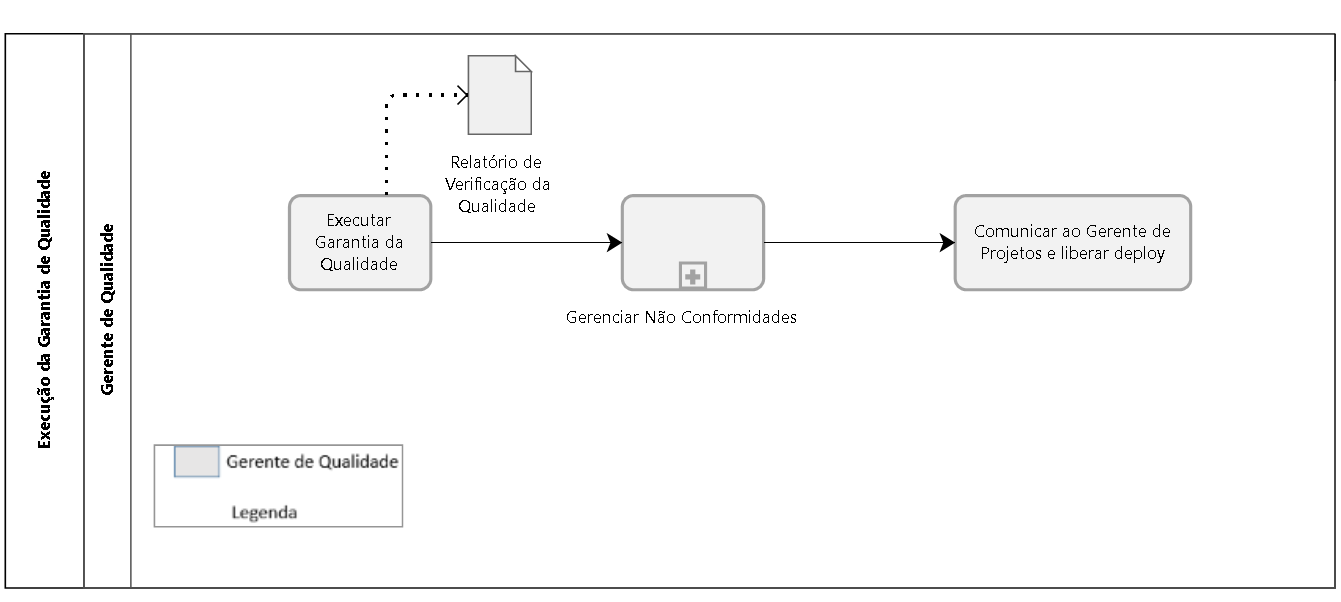 Execução da Garantia de Qualidade
Gerente de Qualidade
Relatório de
Verificação da
Qualidade
Executar
Garantia da
Qualidade
Gerenciar Não Conformidades
Comunicar ao Gerente de
Projetos e liberar deploy
Gerente de Qualidade
Legenda